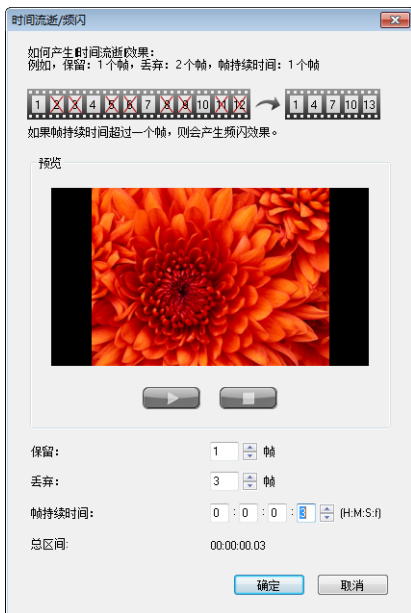 时间流逝/频闪
如何产生时间流逝效果：
例如，保留：1个帧，丢弃：2个帧，帧持续时间：1个帧
1 2 3 4 5 6 7 8 9 10 11 12 1 4 7 10 13
如果帧持续时间超过一个帧，则会产生频闪效果。
预览
保留： 1 帧
丢弃： 3 帧
帧持续时间： 0 : 0 : 0 : 3 (H:M:S:f)
总区间: 00:00:00.03
确定 取消